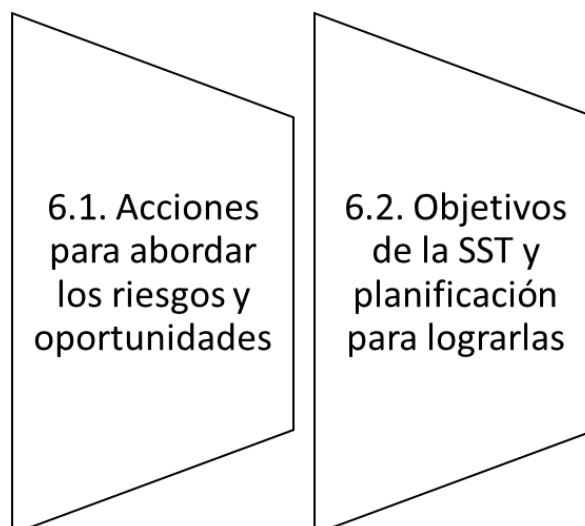 6.1. Acciones
para abordar
los riesgos y
oportunidades
6.2. Objetivos
de la SST y
planificación
para lograrlas